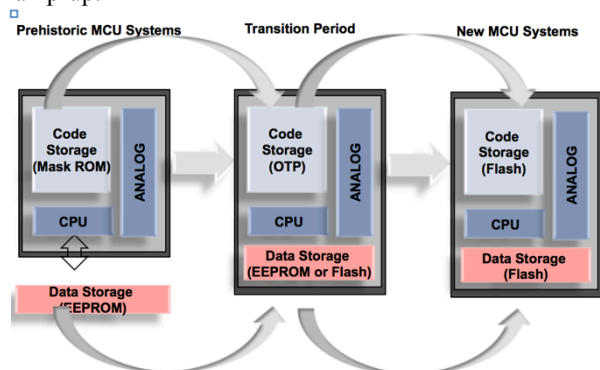 Prehistoric MCU Systems
Transition Period
New MCU Systems
Code
Storage
(Mask ROM)
ANALOG
CPU
Data Storage
(EEPROM)
Code
Storage
(OTP)
ANALOG
CPU
Data Storage
(EEPROM or Flash)
Code
Storage
(Flash)
ANALOG
CPU
Data Storage
(Flash)